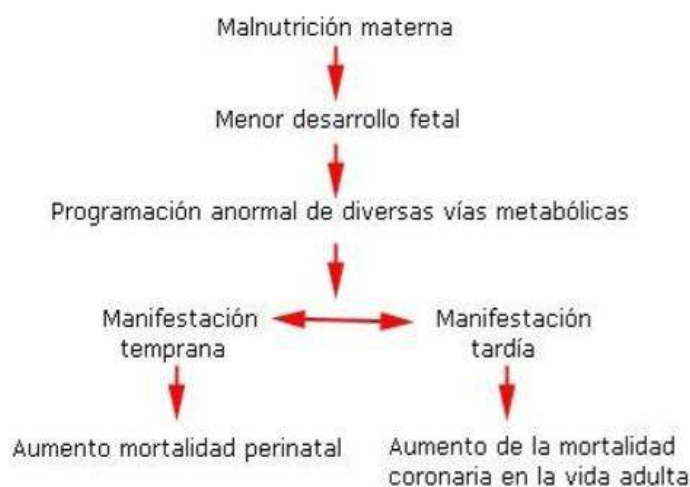 Malnutrición materna
Menor desarrollo fetal
Programación anormal de diversas vías metabólicas
Manifestación
temprana
Manifestación
tardía
Aumento mortalidad perinatal
Aumento de la mortalidad
coronaria en la vida adulta